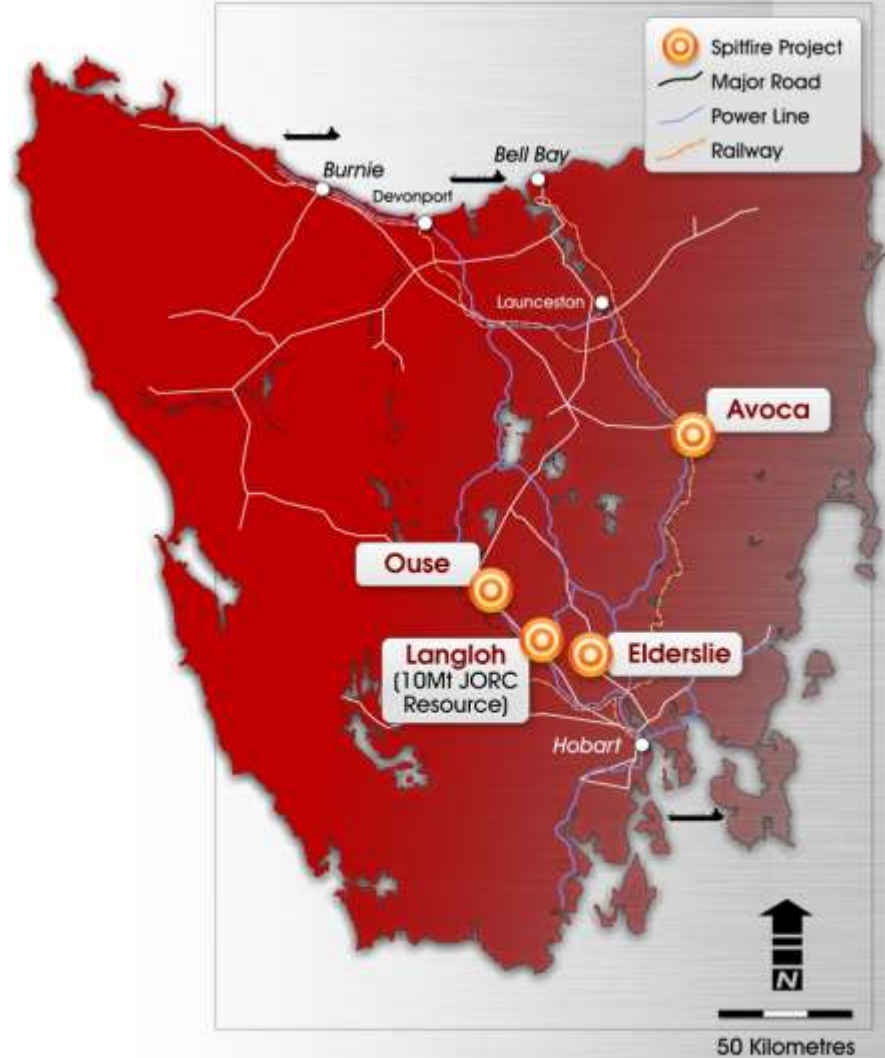 Spitfire Project
Major Road
Power Line
Railway
Burnie
Bell Bay
Devonport
Launceston
Avoca
Ouse
Langloh
(10Mt JORC
Resource)
Elderslie
Hobart
N
50 Kilometres